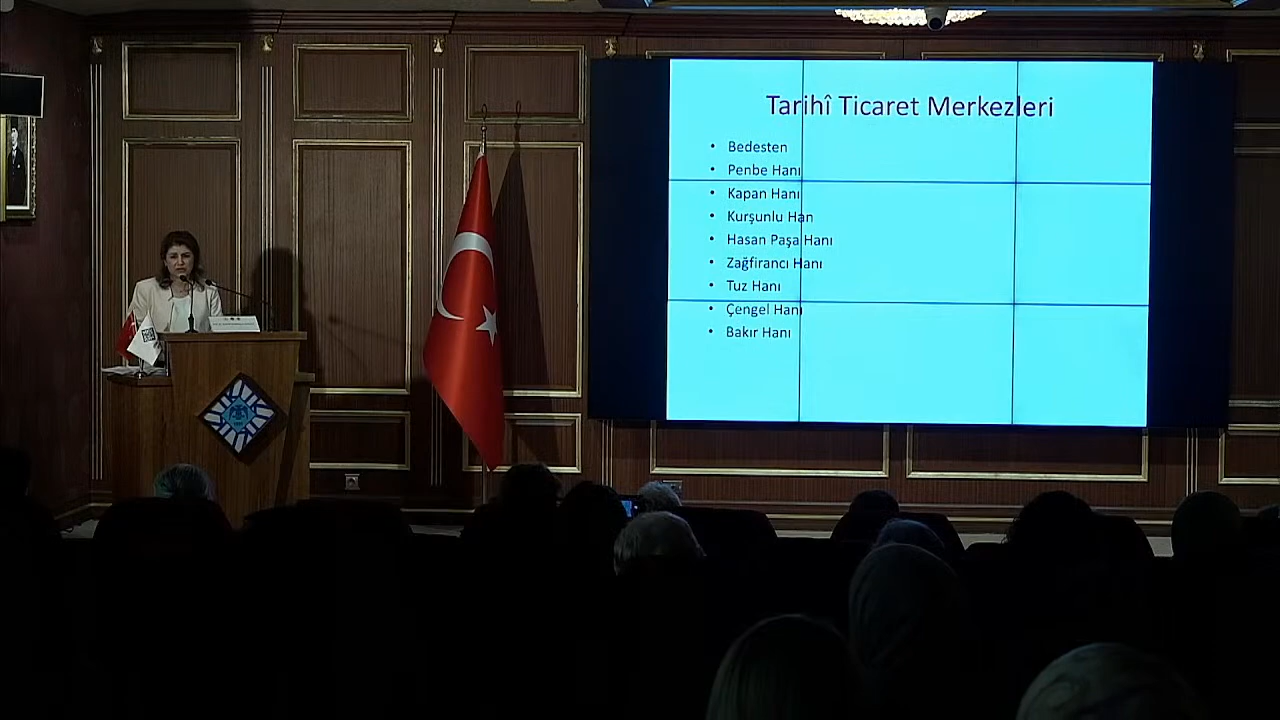 Tarihî Ticaret Merkezleri
• Bedesten
• Penbe Hanı
• Kapan Hanı
• Kurşunlu Han
• Hasan Paşa Hanı
• Zağfirancı Hanı
• Tuz Hanı
• Çengel Hanı
• Bakır Hanı